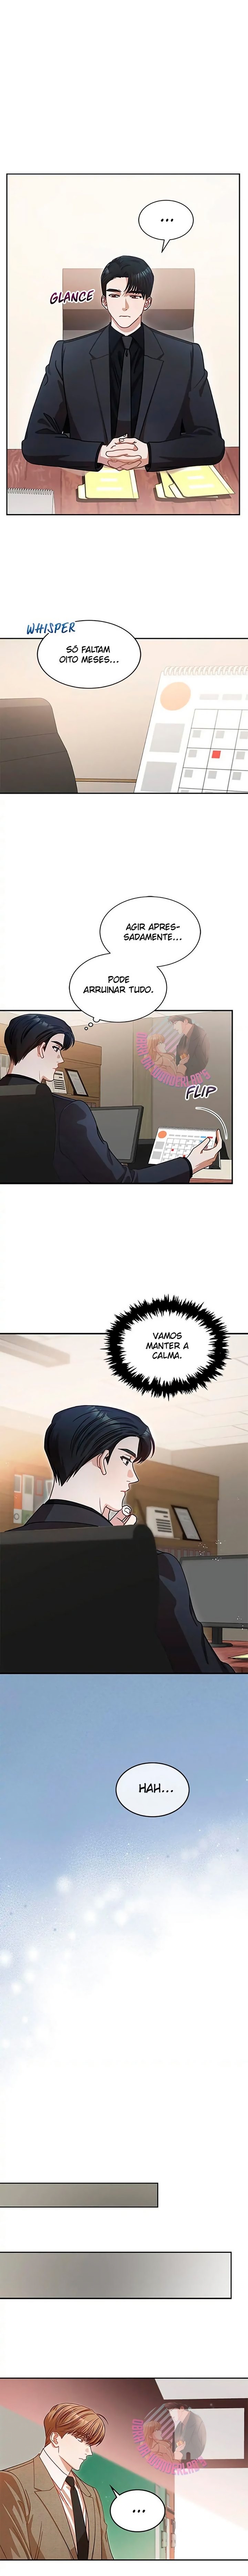 ...
GLANCE
WHISPER
SÓ FALTAM
OITO MESES...
AGIR APRES-
SADAMENTE...
PODE
ARRUINAR TUDO.
FLIP
VAMOS
MANTER A
CALMA.
HAH...
...